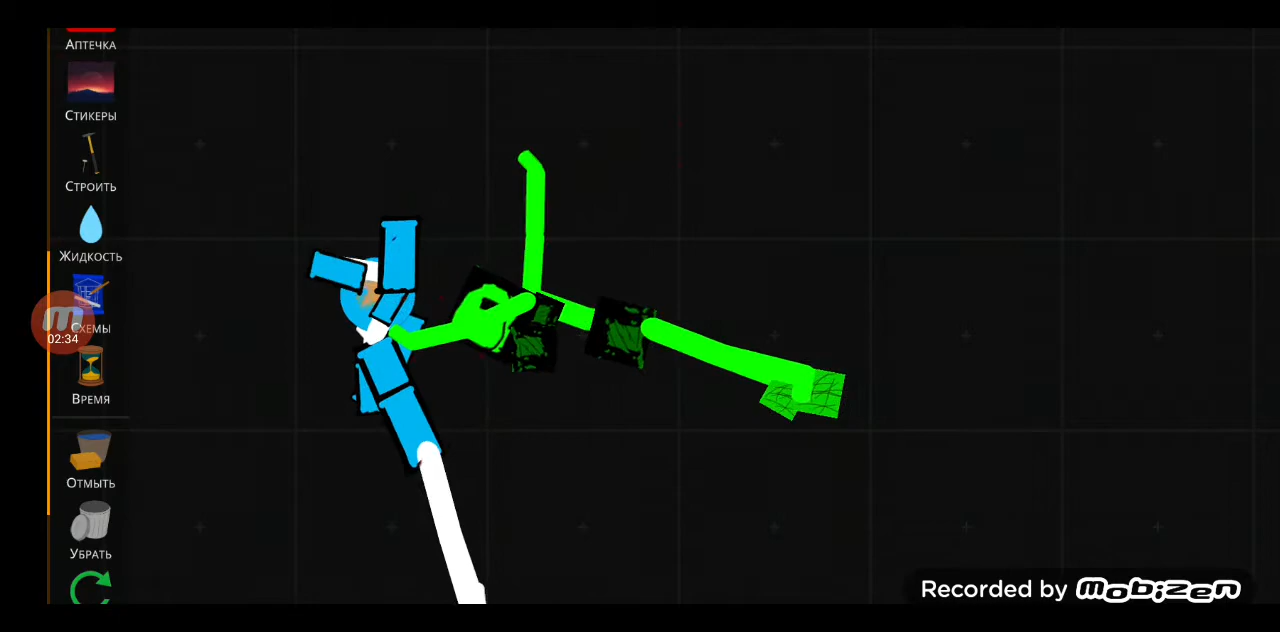 Аптечка
Стикеры
Строить
Жидкость
Схемы
02:34
Время
Отмыть
Убрать
Recorded by mobizen